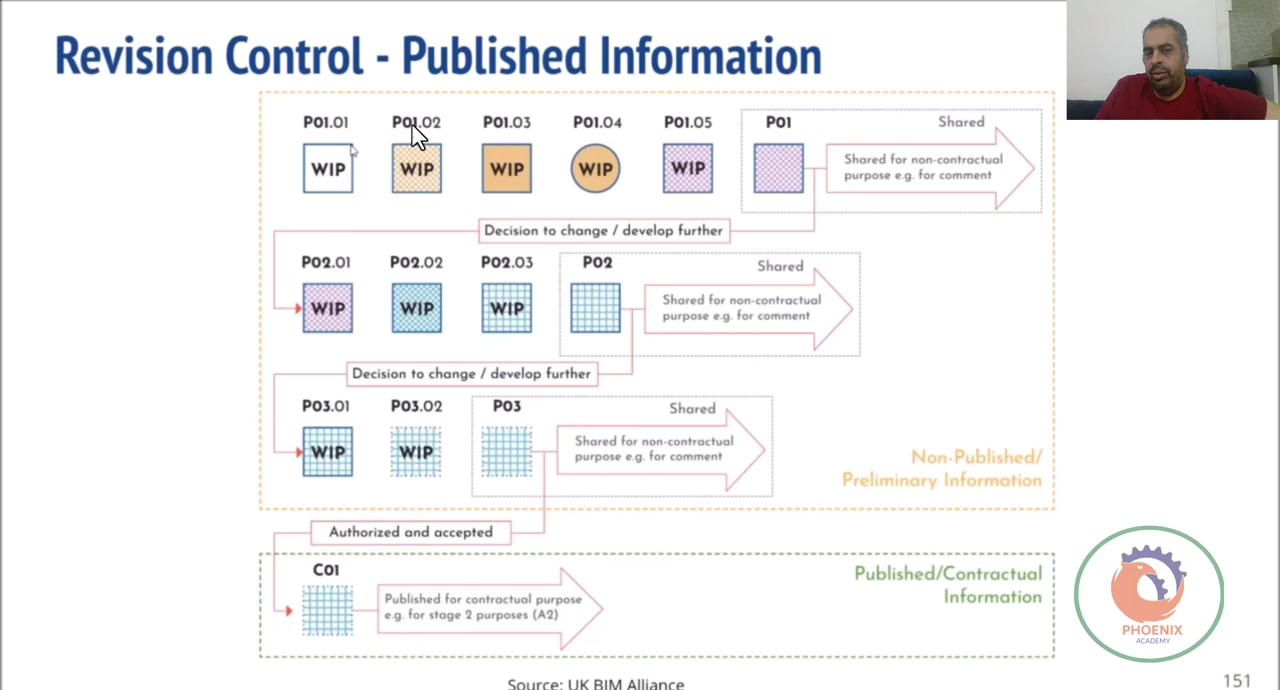 Revision Control - Published Information
P01.01 P01.02 P01.03 P01.04 P01.05 P01 Shared
WIP WIP WIP WIP WIP
Shared for non-contractual
purpose e.g. for comment
Decision to change / develop further
P02.01 P02.02 P02.03 P02 Shared
WIP WIP WIP
Shared for non-contractual
purpose e.g. for comment
Decision to change / develop further
P03.01 P03.02 P03 Shared
WIP WIP
Shared for non-contractual
purpose e.g. for comment
Non-Published/
Preliminary Information
Authorized and accepted
C01
Published for contractual purpose
e.g. for stage 2 purposes (A2)
Published/Contractual
Information
PHOENIX
ACADEMY
Source: UK BIM Alliance
151